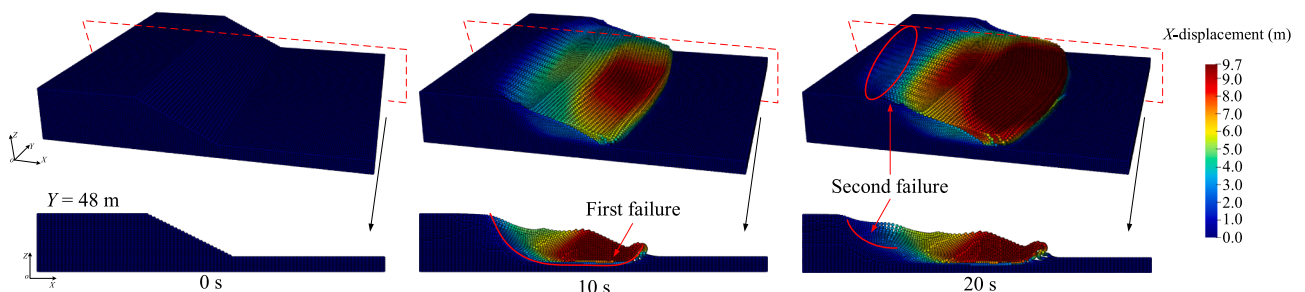 X-displacement (m)
9.7
9.0
8.0
7.0
6.0
5.0
4.0
3.0
2.0
1.0
0.0
Z
Y
o
X
Y = 48 m
First failure
Second failure
Z
o
X
0 s
10 s
20 s